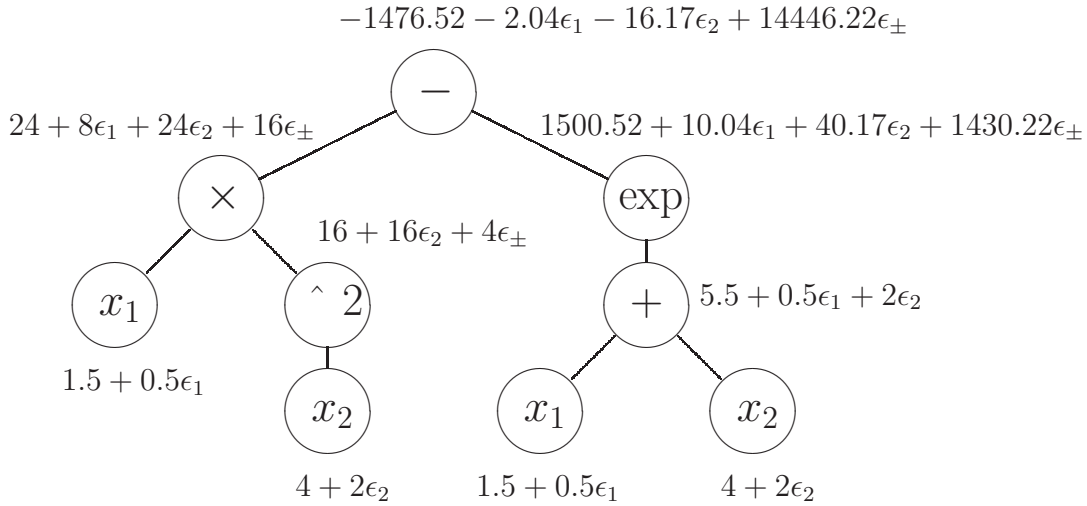 −1476.52 − 2.04ϵ₁ − 16.17ϵ₂ + 14446.22ϵ±
−
24 + 8ϵ₁ + 24ϵ₂ + 16ϵ±
1500.52 + 10.04ϵ₁ + 40.17ϵ₂ + 1430.22ϵ±
×
exp
16 + 16ϵ₂ + 4ϵ±
x₁
^ 2
+
5.5 + 0.5ϵ₁ + 2ϵ₂
1.5 + 0.5ϵ₁
x₂
x₁
x₂
4 + 2ϵ₂
1.5 + 0.5ϵ₁
4 + 2ϵ₂